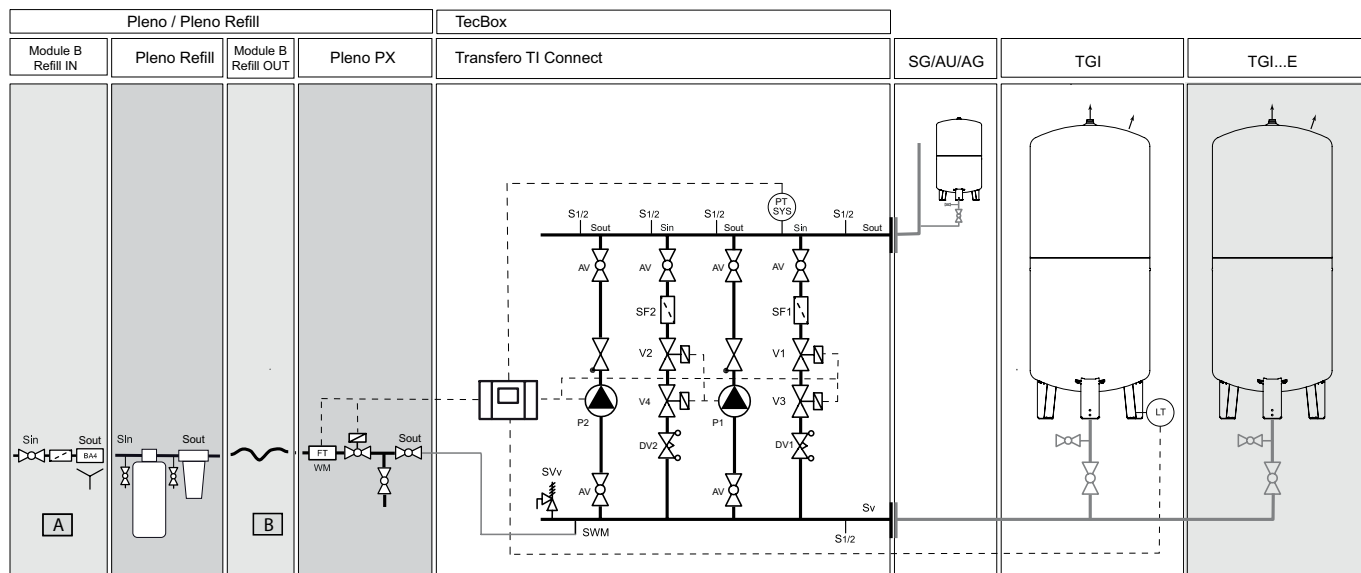 Pleno / Pleno Refill
TecBox
Module B
Refill IN
Pleno Refill
Module B
Refill OUT
Pleno PX
Transfero TI Connect
SG/AU/AG
TGI
TGI...E
PT
SYS
S1/2
S1/2
S1/2
S1/2
Sout
Sin
Sout
Sin
Sout
AV
AV
AV
AV
SF2
SF1
V2
V1
V4
V3
P2
P1
LT
DV2
DV1
Sin
Sout
SIn
Sout
Sout
BA4
FT
WM
SVv
AV
AV
Sv
A
B
SWM
S1/2